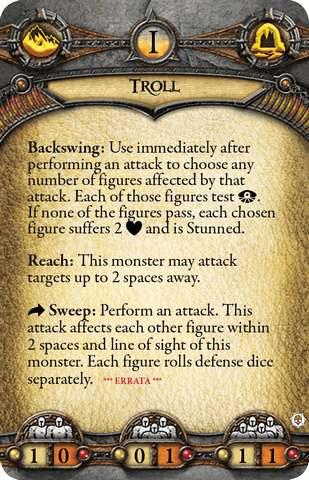 I
TROLL
Backswing: Use immediately after
performing an attack to choose any
number of figures affected by that
attack. Each of those figures test .
If none of the figures pass, each chosen
figure suffers 2 and is Stunned.
Reach: This monster may attack
targets up to 2 spaces away.
Sweep: Perform an attack. This
attack affects each other figure within
2 spaces and line of sight of this
monster. Each figure rolls defense dice
separately. *** ERRATA ***
1 0 0 1 1 1